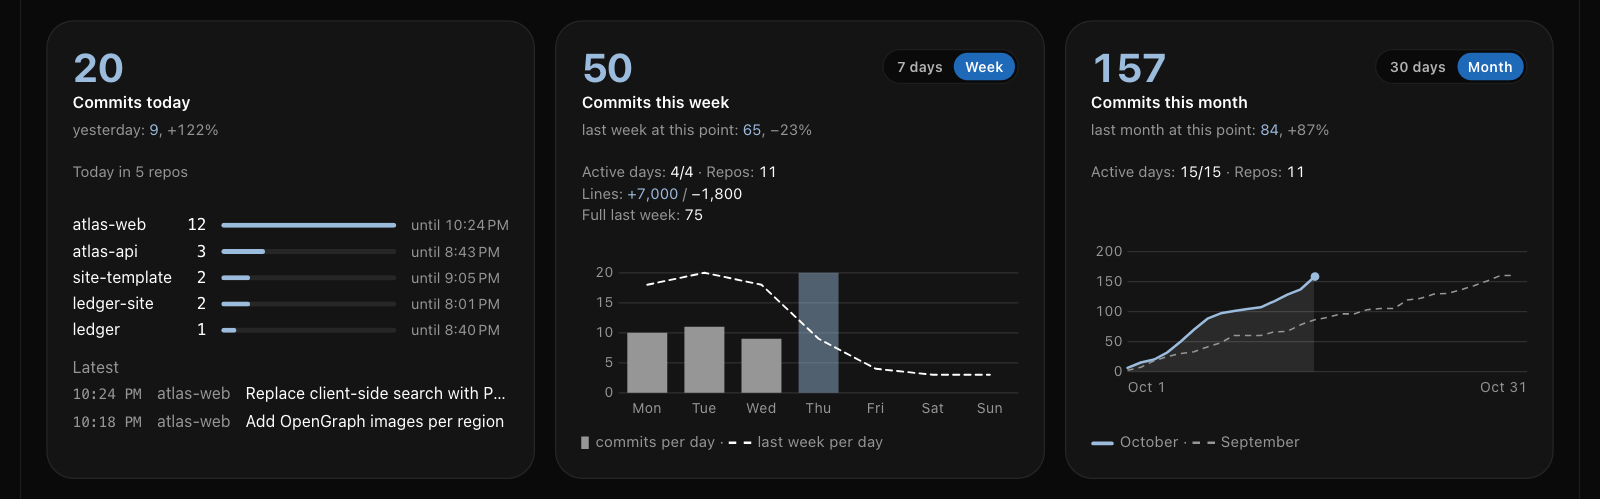 20
Commits today
yesterday: 9, +122%
Today in 5 repos
atlas-web 12 until 10:24 PM
atlas-api 3 until 8:43 PM
site-template 2 until 9:05 PM
ledger-site 2 until 8:01 PM
ledger 1 until 8:40 PM
Latest
10:24 PM atlas-web Replace client-side search with P...
10:18 PM atlas-web Add OpenGraph images per region
50
7 days Week
Commits this week
last week at this point: 65, −23%
Active days: 4/4 · Repos: 11
Lines: +7,000 / −1,800
Full last week: 75
20
15
10
5
0
Mon Tue Wed Thu Fri Sat Sun
commits per day · last week per day
157
30 days Month
Commits this month
last month at this point: 84, +87%
Active days: 15/15 · Repos: 11
200
150
100
50
0
Oct 1 Oct 31
October · September